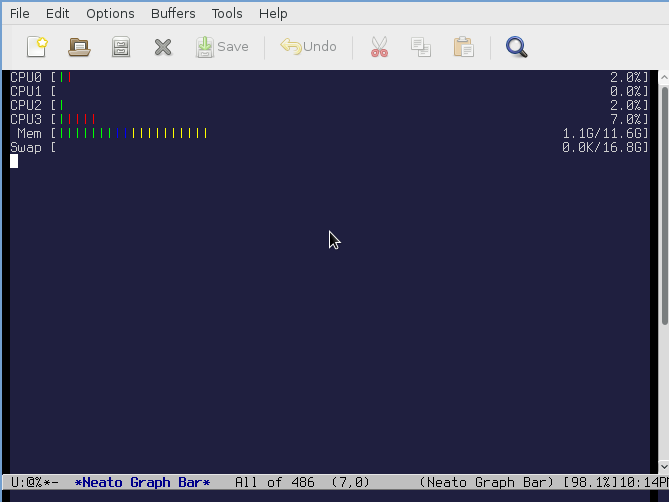 File Edit Options Buffers Tools Help
Save Undo
CPU0 [|| 2.0%]
CPU1 [ 0.0%]
CPU2 [| 2.0%]
CPU3 [||||| 7.0%]
Mem [||||||| |||||||||| 1.1G/11.6G]
Swap [ 0.0K/16.8G]
U:@%*- *Neato Graph Bar* All of 486 (7,0) (Neato Graph Bar) [98.1%]10:14P